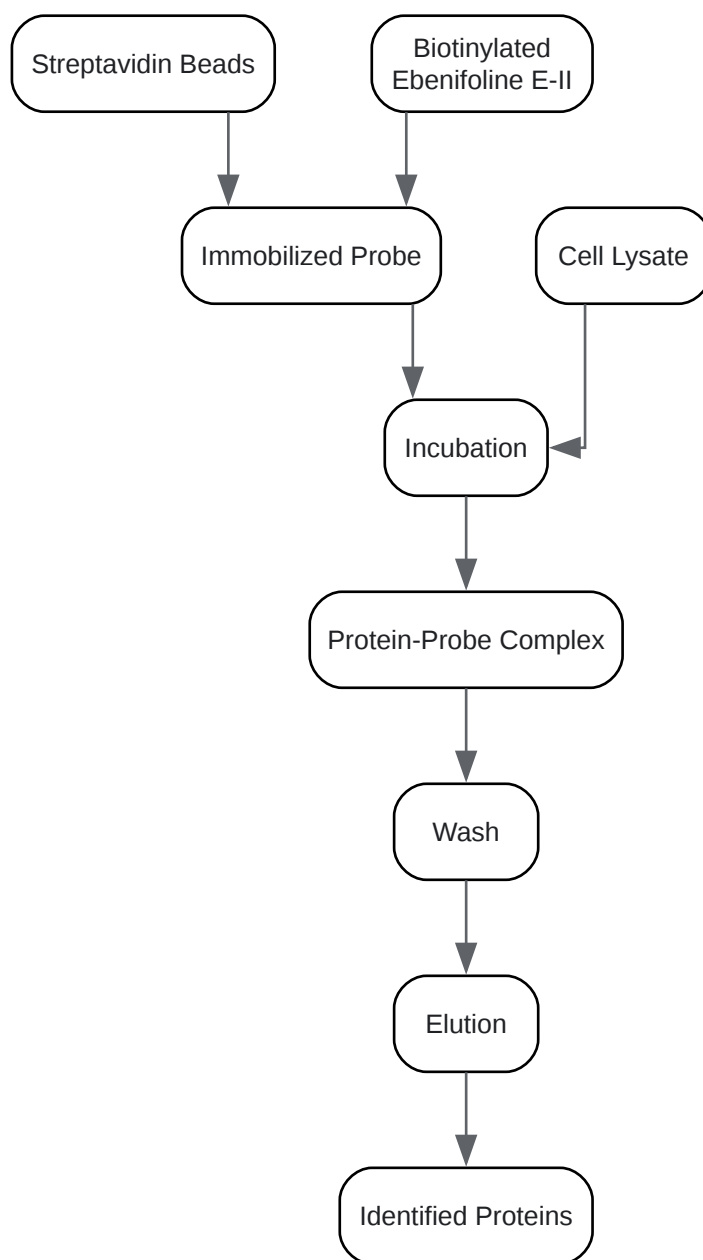 Streptavidin Beads
Biotinylated
Ebenifoline E-II
Immobilized Probe
Cell Lysate
Incubation
Protein-Probe Complex
Wash
Elution
Identified Proteins